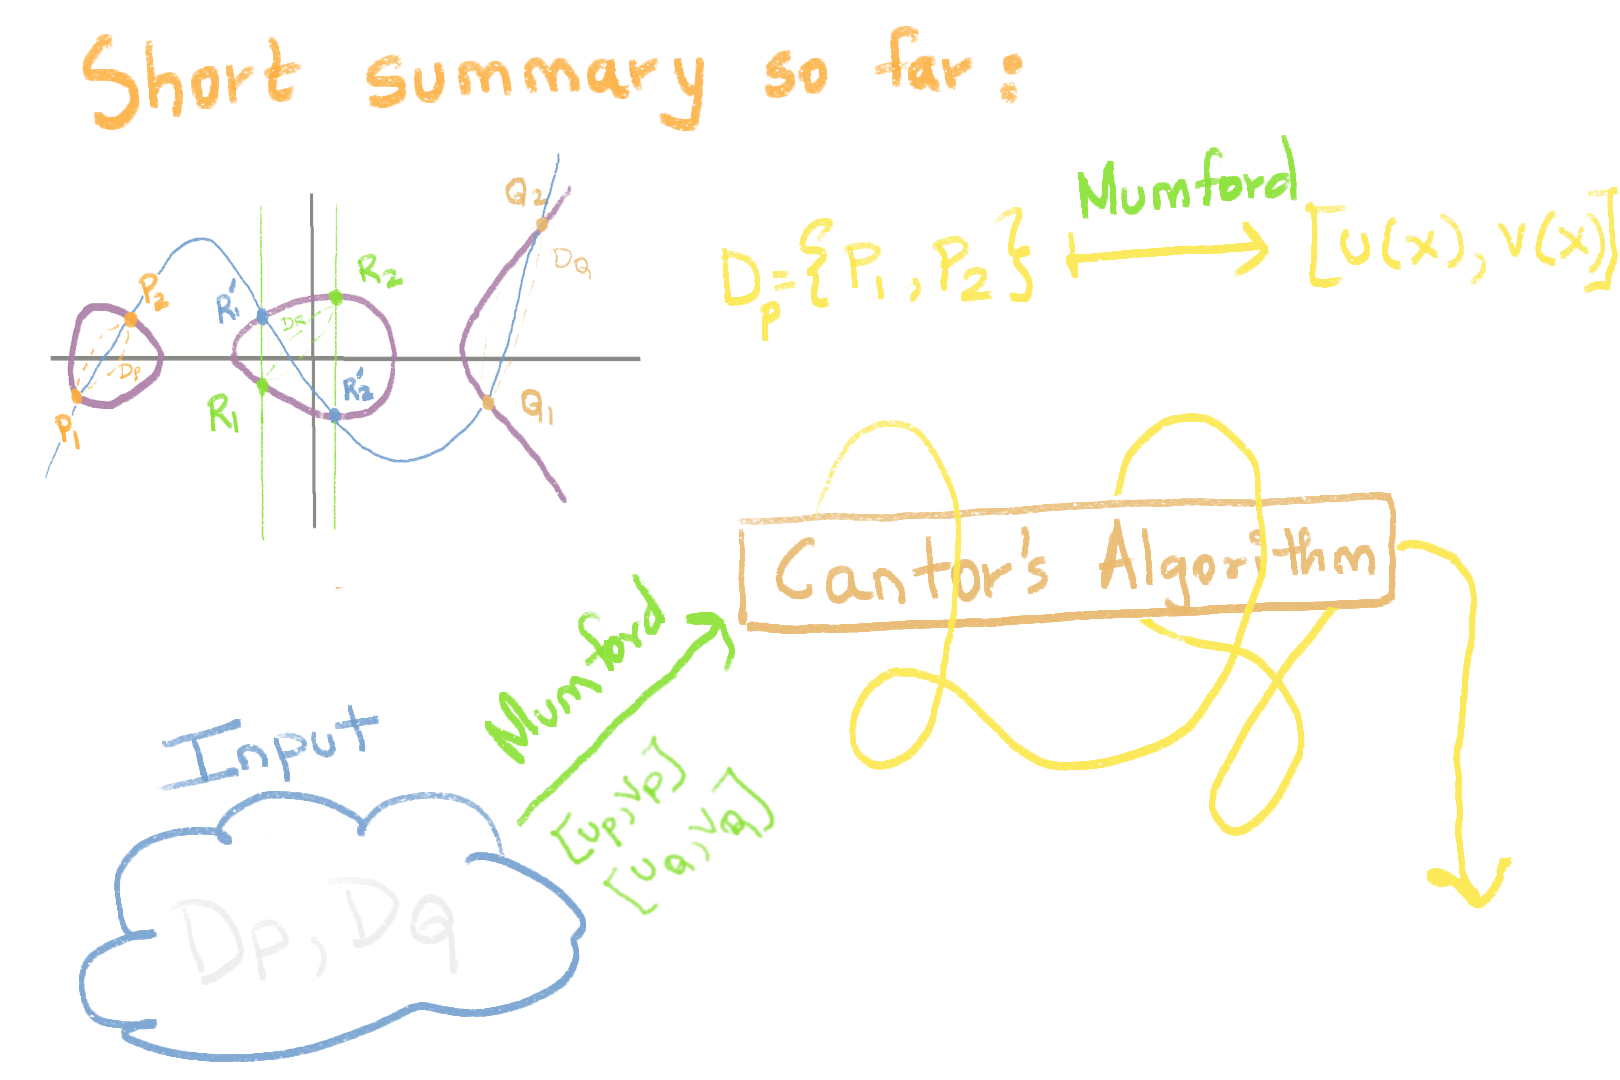 Short summary so far:
Mumford
D_P = {P_1, P_2} ↦ [u(x), v(x)]
Q_2
D_Q
P_2
R_1'
R_2
D_R
D_P
R_2'
P_1
R_1
Q_1
Cantor's Algorithm
Mumford
Input
[u_P, v_P]
[u_Q, v_Q]
D_P, D_Q